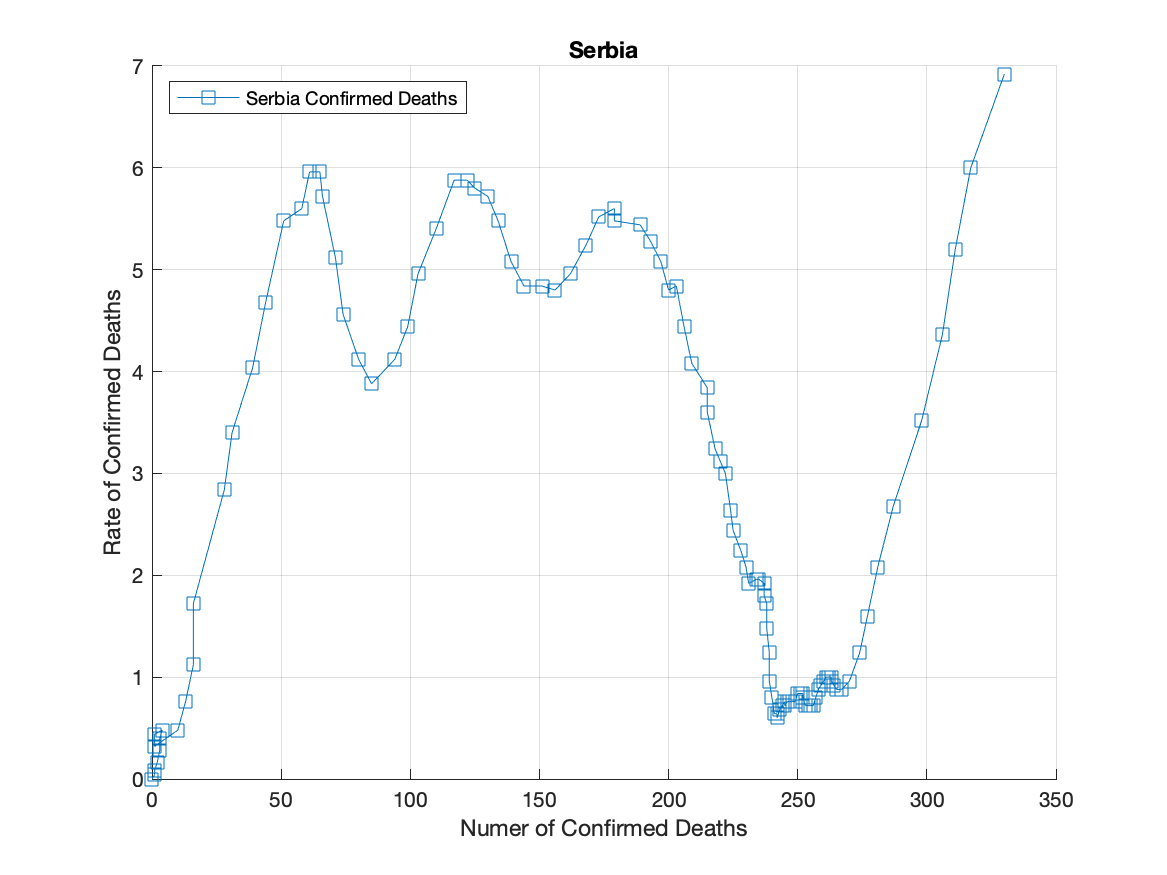 Serbia
Serbia Confirmed Deaths
Rate of Confirmed Deaths
7
6
5
4
3
2
1
0
0 50 100 150 200 250 300 350
Numer of Confirmed Deaths